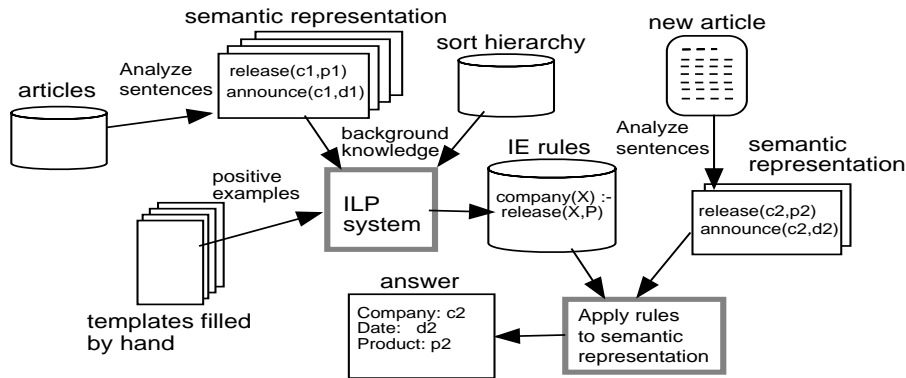 semantic representation
release(c1,p1)
announce(c1,d1)
Analyze
sentences
articles
sort hierarchy
background
knowledge
positive
examples
templates filled
by hand
ILP
system
IE rules
company(X) :-
release(X,P)
new article
Analyze
sentences
semantic
representation
release(c2,p2)
announce(c2,d2)
Apply rules
to semantic
representation
answer
Company: c2
Date: d2
Product: p2